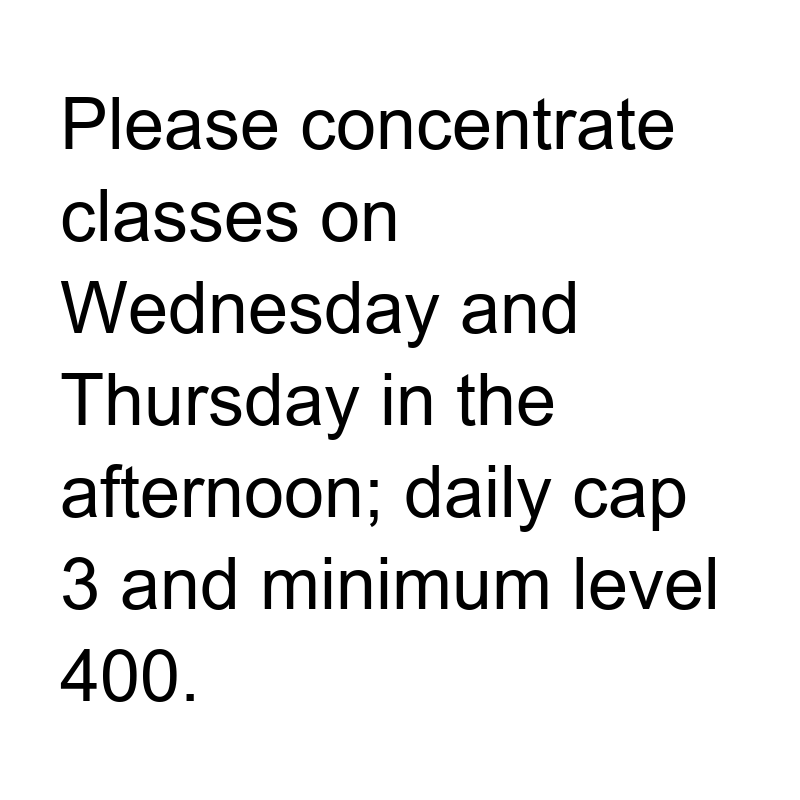 Please concentrate
classes on
Wednesday and
Thursday in the
afternoon; daily cap
3 and minimum level
400.